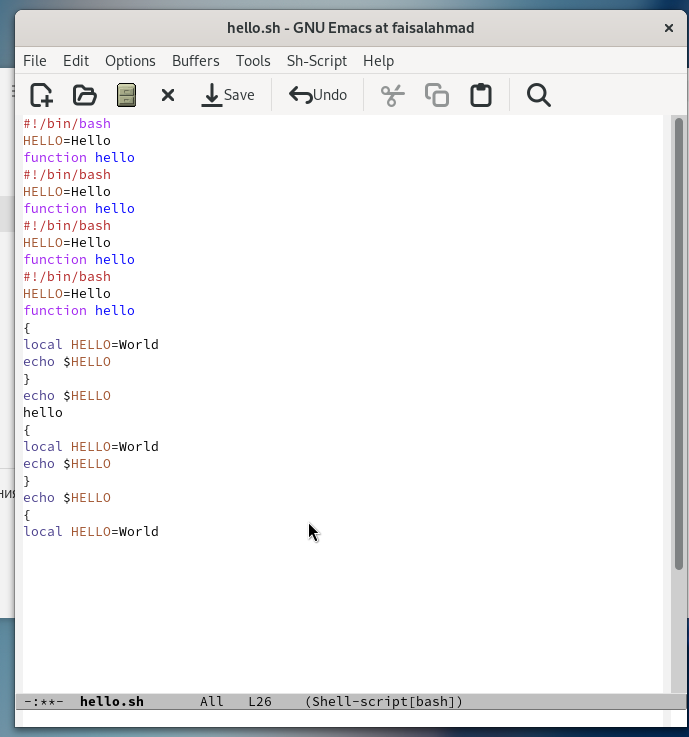 hello.sh - GNU Emacs at faisalahmad
File Edit Options Buffers Tools Sh-Script Help
Save Undo
#!/bin/bash
HELLO=Hello
function hello
#!/bin/bash
HELLO=Hello
function hello
#!/bin/bash
HELLO=Hello
function hello
#!/bin/bash
HELLO=Hello
function hello
{
local HELLO=World
echo $HELLO
}
echo $HELLO
hello
{
local HELLO=World
echo $HELLO
}
echo $HELLO
{
local HELLO=World
-:**- hello.sh All L26 (Shell-script[bash])